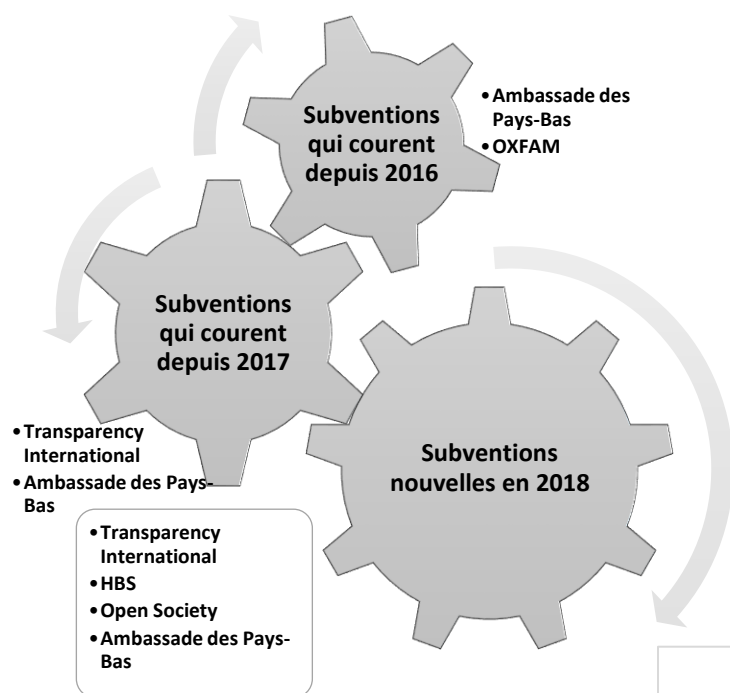 Subventions
qui courent
depuis 2016
•Ambassade des
Pays-Bas
•OXFAM
Subventions
qui courent
depuis 2017
•Transparency
International
•Ambassade des Pays-
Bas
Subventions
nouvelles en 2018
•Transparency
International
•HBS
•Open Society
•Ambassade des Pays-
Bas